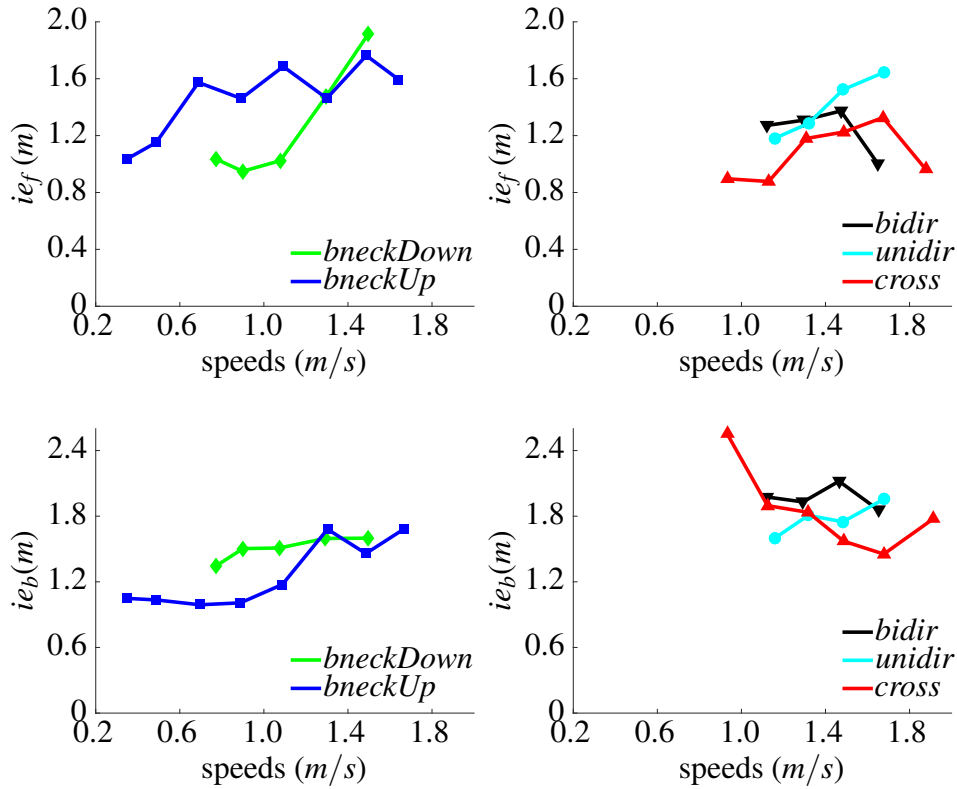 2.0
1.6
1.2
0.8
0.4
0
ie_f(m)
bneckDown
bneckUp
0.2 0.6 1.0 1.4 1.8
speeds (m/s)
2.0
1.6
1.2
0.8
0.4
0
ie_f(m)
bidir
unidir
cross
0.2 0.6 1.0 1.4 1.8
speeds (m/s)
2.4
1.8
1.2
0.6
0
ie_b(m)
bneckDown
bneckUp
0.2 0.6 1.0 1.4 1.8
speeds (m/s)
2.4
1.8
1.2
0.6
0
ie_b(m)
bidir
unidir
cross
0.2 0.6 1.0 1.4 1.8
speeds (m/s)